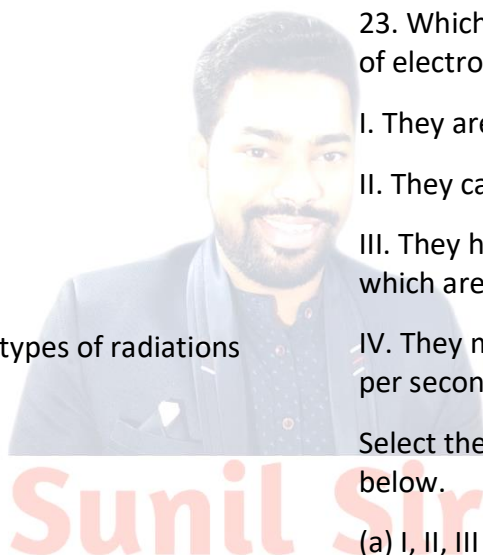 types of radiations
Sunil Sir
23. Which
of electro
I. They are
II. They ca
III. They h
which are
IV. They m
per secon
Select the
below.
(a) I, II, III